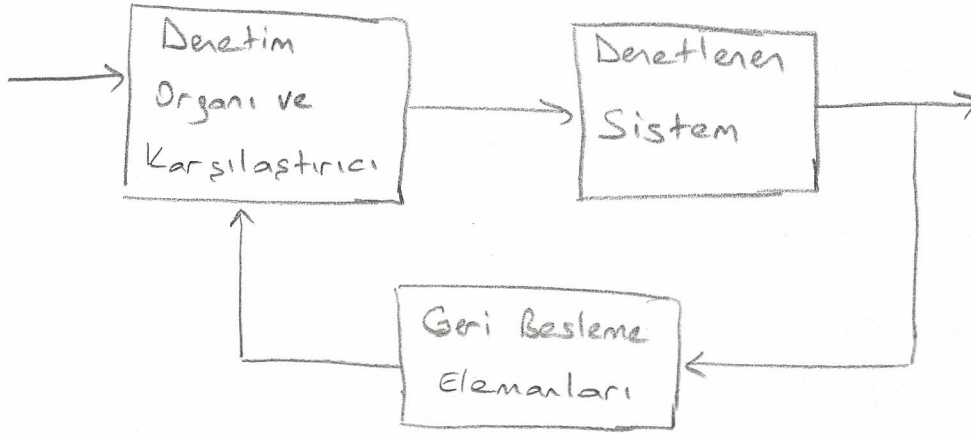 Denetim
Organı ve
Karşılaştırıcı
Denetlenen
Sistem
Geri Besleme
Elemanları